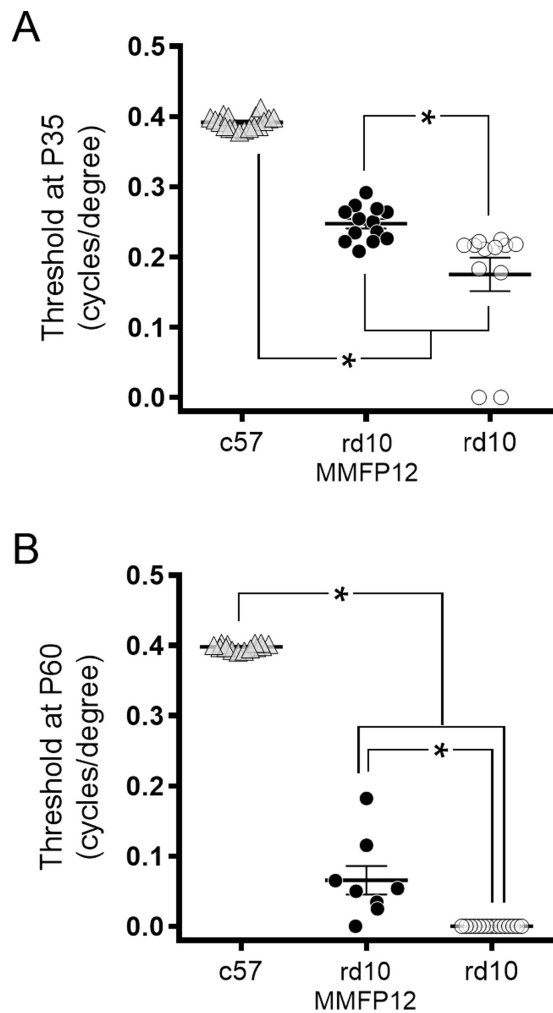 A
Threshold at P35
(cycles/degree)
0.5
0.4
0.3
0.2
0.1
0.0
*
*
c57
rd10
MMFP12
rd10
B
Threshold at P60
(cycles/degree)
0.5
0.4
0.3
0.2
0.1
0.0
*
*
c57
rd10
MMFP12
rd10